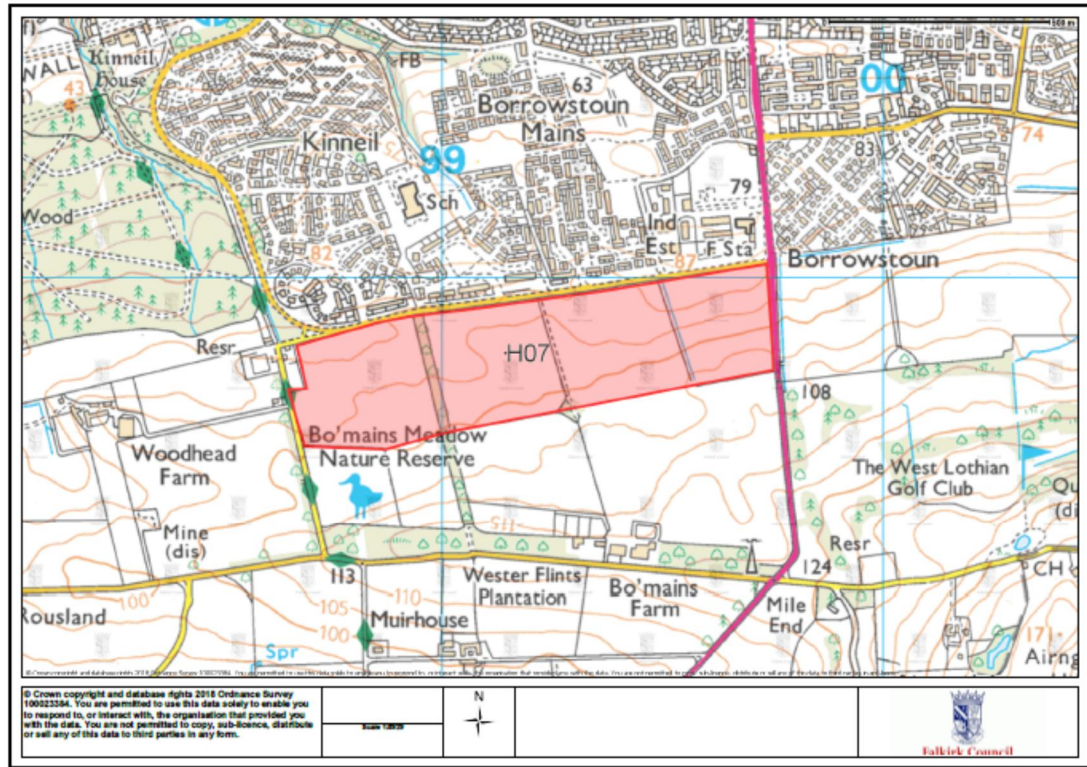 500 m
Kinneil
House
WALL
43
FB
63
Borrowstoun
Mains
00
74
Kinneil
75
99
83
Sch
79
Wood
Ind
Est
F Sta
82
87
Borrowstoun
Resr
H07
108
Bo'mains Meadow
Nature Reserve
Woodhead
Farm
The West Lothian
Golf Club
Mine
(dis)
115
Resr
113
124
CH
Wester Flints
Plantation
Bo'mains
Farm
Mile
End
100
105
110
100
Rousland
Muirhouse
Spr
171
Airng
© Crown copyright and database rights 2018 Ordnance Survey
100023384. You are permitted to use this data solely to enable you
to respond to, or interact with, the organisation that provided you
with the data. You are not permitted to copy, sub-licence, distribute
or sell any of this data to third parties in any form.
N
Falkirk Council